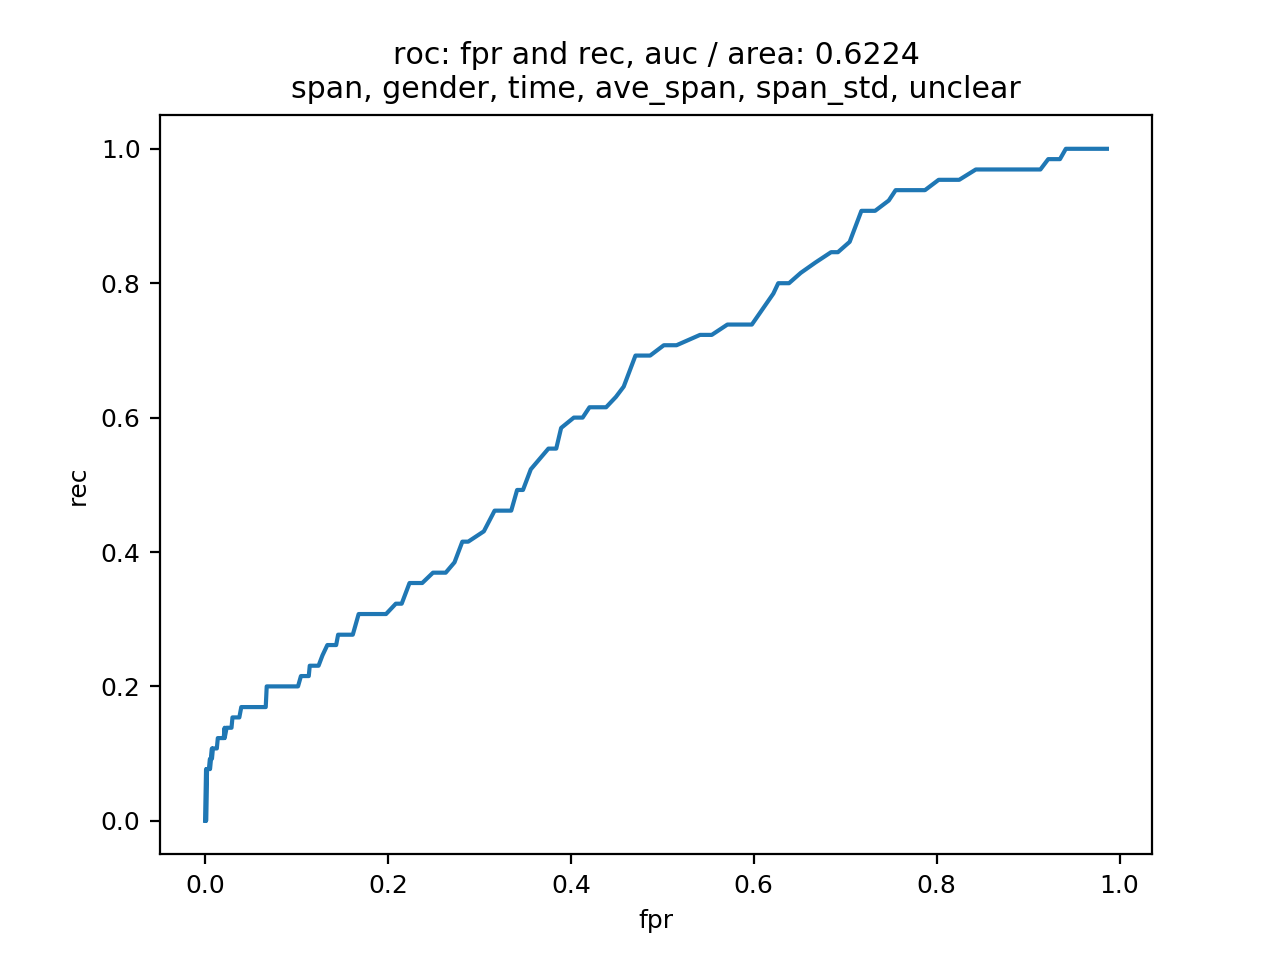 roc: fpr and rec, auc / area: 0.6224
span, gender, time, ave_span, span_std, unclear
1.0
0.8
0.6
0.4
0.2
0.0
rec
0.0 0.2 0.4 0.6 0.8 1.0
fpr